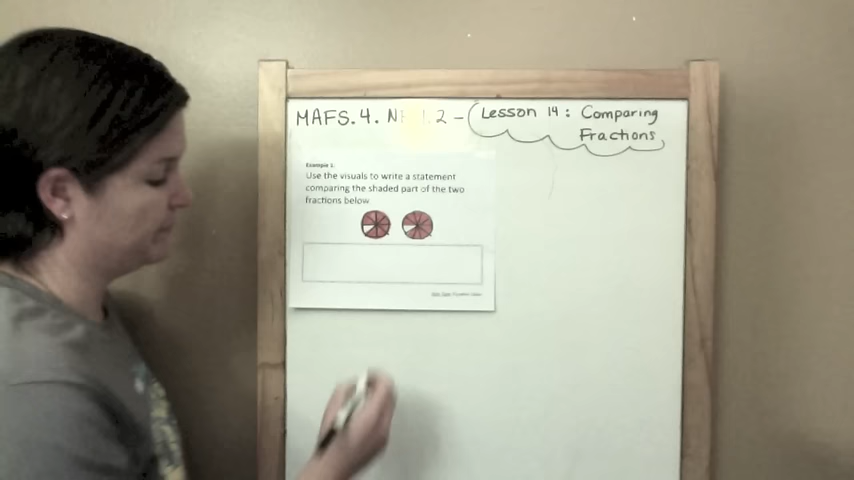 MAFS.4. NF.1.2 - Lesson 14: Comparing
Fractions
Example 1:
Use the visuals to write a statement
comparing the shaded part of the two
fractions below